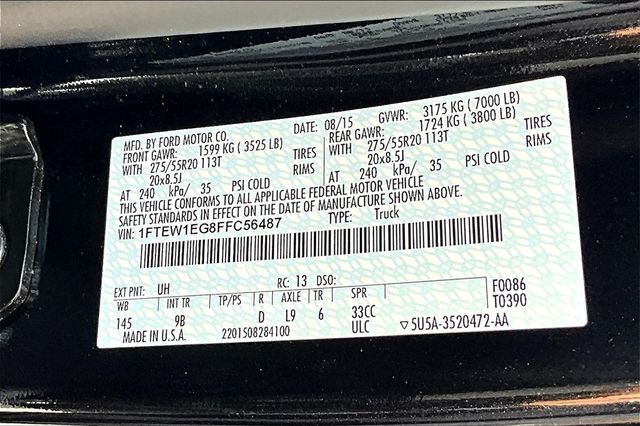 MFD. BY FORD MOTOR CO. DATE: 08/15 GVWR: 3175 KG ( 7000 LB)
FRONT GAWR: 1599 KG ( 3525 LB) REAR GAWR: 1724 KG ( 3800 LB)
WITH 275/55R20 113T TIRES WITH 275/55R20 113T TIRES
20x8.5J RIMS 20x8.5J RIMS
AT 240 kPa/ 35 PSI COLD AT 240 kPa/ 35 PSI COLD
THIS VEHICLE CONFORMS TO ALL APPLICABLE FEDERAL MOTOR VEHICLE
SAFETY STANDARDS IN EFFECT ON THE DATE OF MANUFACTURE SHOWN ABOVE.
VIN: 1FTEW1EG8FFC56487 TYPE: Truck
EXT PNT: UH RC: 13 DSO: F0086
WB INT TR TP/PS R AXLE TR SPR T0390
145 9B D L9 6 33CC
MADE IN U.S.A. 2201508284100 ULC ▽5U5A-3520472-AA